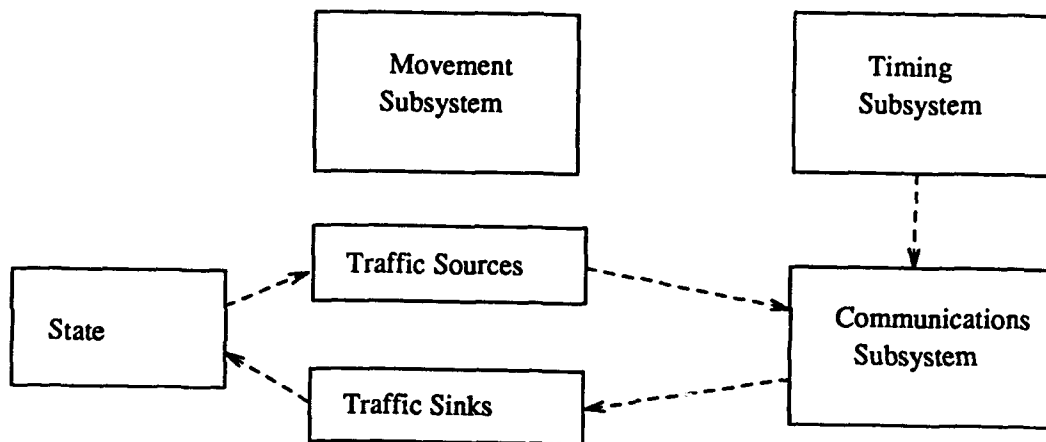 Movement
Subsystem
Timing
Subsystem
Traffic Sources
State
Communications
Subsystem
Traffic Sinks